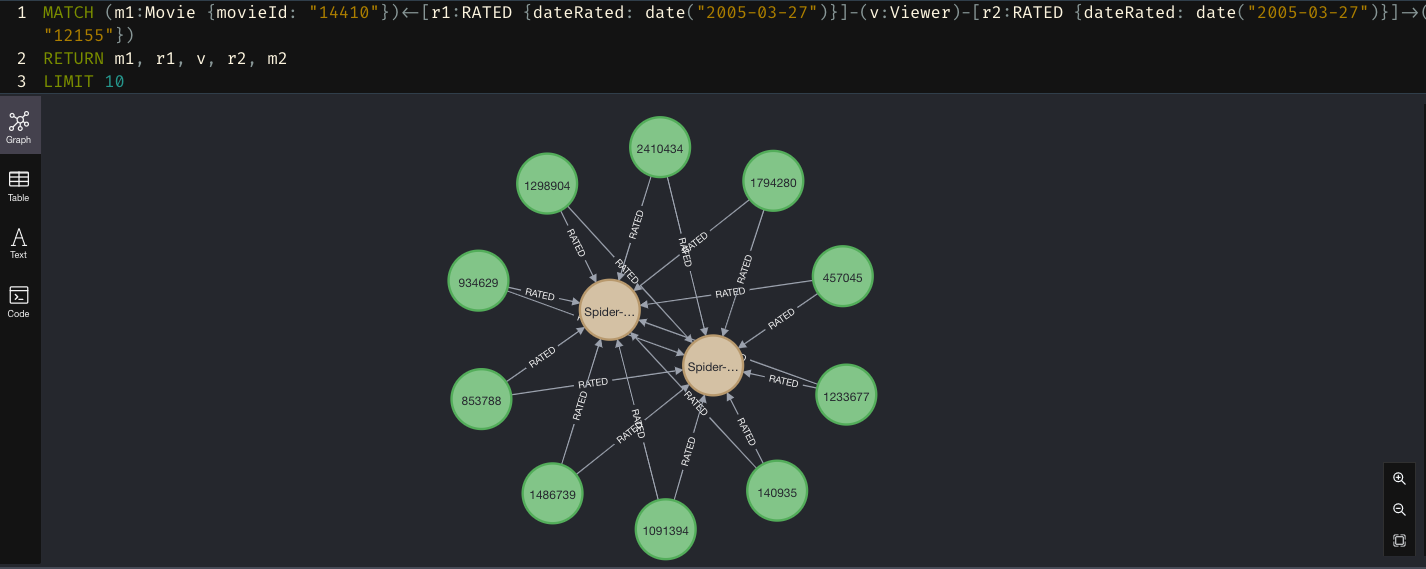 1 MATCH (m1:Movie {movieId: "14410"})<-[r1:RATED {dateRated: date("2005-03-27")}]-(v:Viewer)-[r2:RATED {dateRated: date("2005-03-27")}]->(
"12155"})
2 RETURN m1, r1, v, r2, m2
3 LIMIT 10
Graph
Table
Text
Code
2410434
1298904
1794280
RATED
RATED
RATED
RATED
RATED
RATED
457045
934629
RATED
RATED
RATED
Spider-...
Spider-...
RATED
RATED
RATED
853788
1233677
RATED
RATED
RATED
RATED
RATED
RATED
1486739
140935
1091394